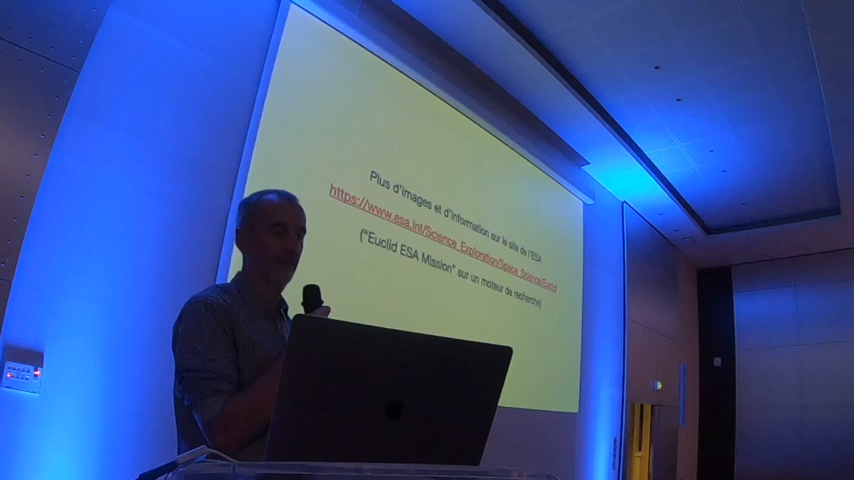 Plus d'images et d'information sur le site de l'ESA
https://www.esa.int/Science_Exploration/Space_Science/Euclid
("Euclid ESA Mission" sur un moteur de recherche)